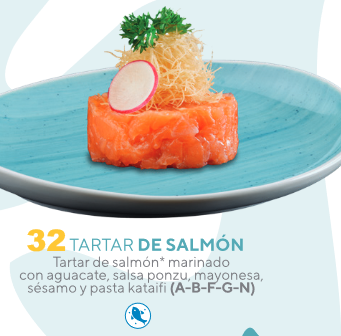 32 TARTAR DE SALMÓN
Tartar de salmón* marinado
con aguacate, salsa ponzu, mayonesa,
sésamo y pasta kataifi (A-B-F-G-N)